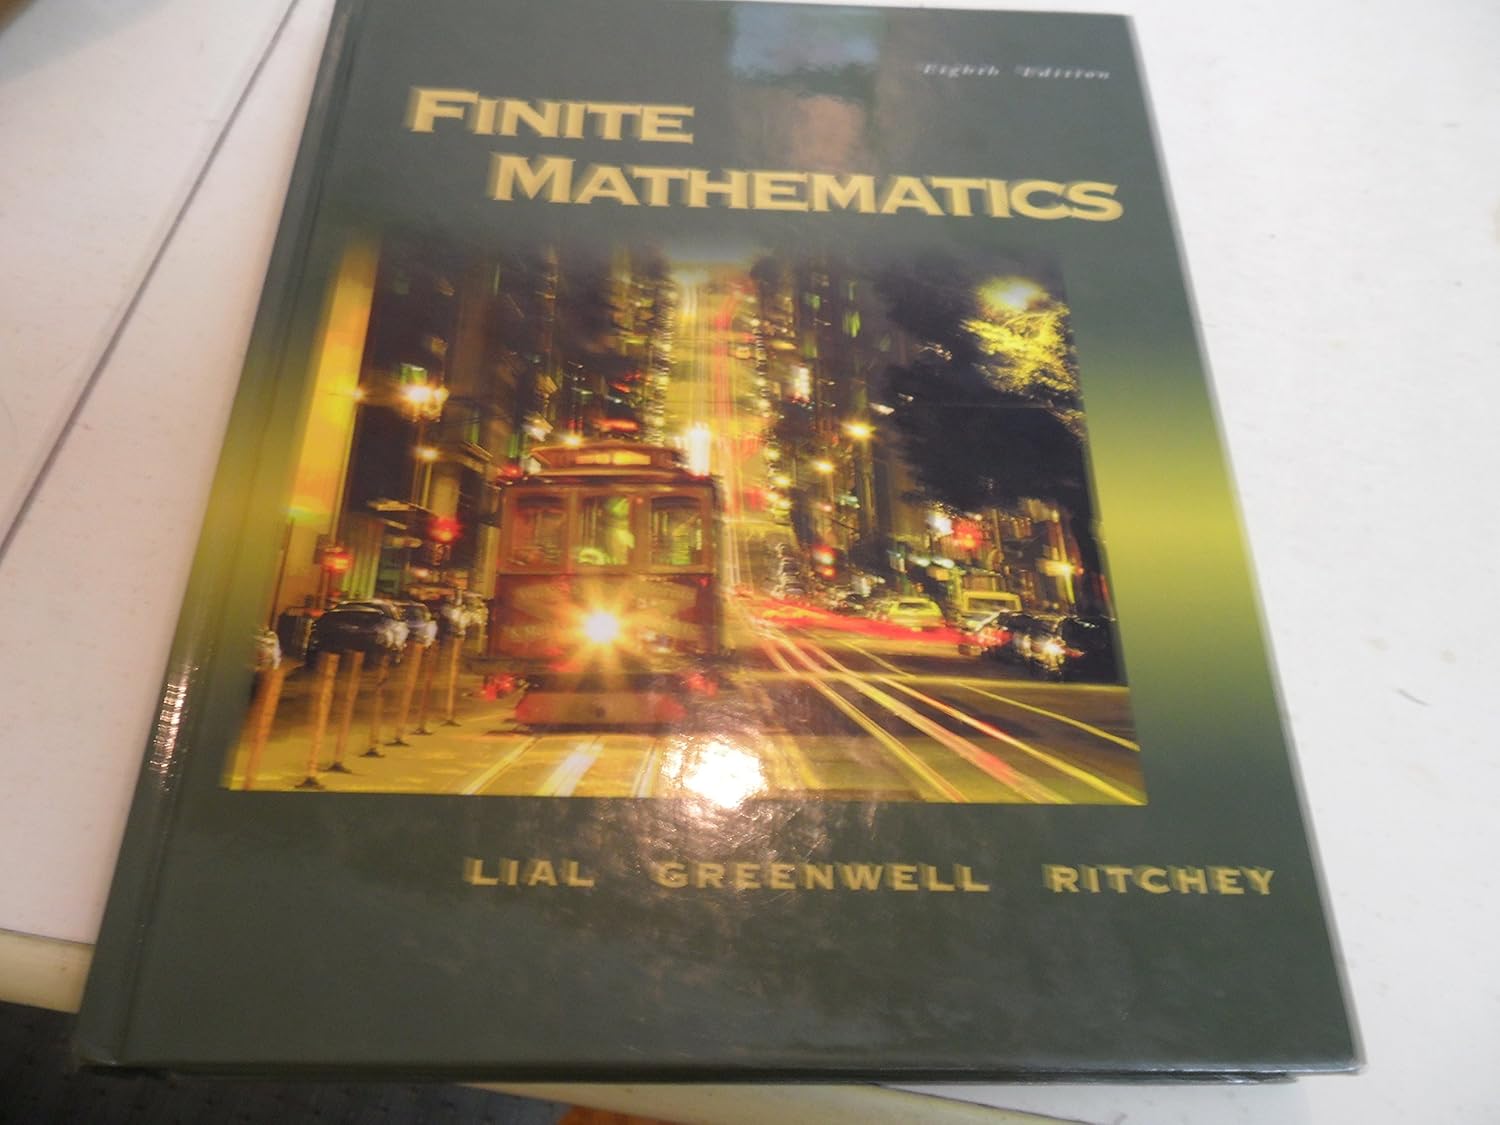 Eighth Edition
FINITE
MATHEMATICS
LIAL GREENWELL RITCHEY